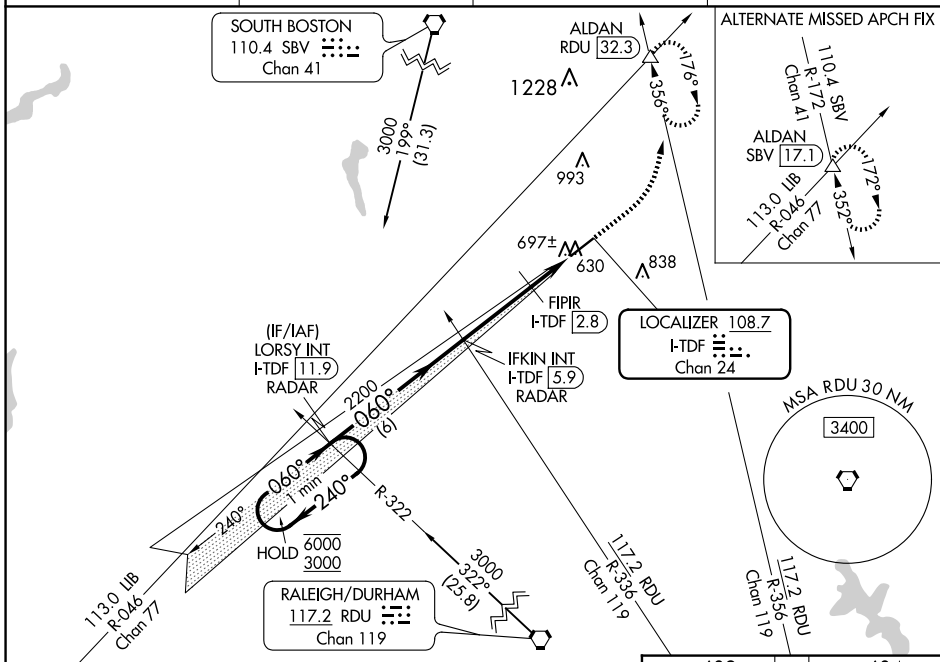 SOUTH BOSTON
110.4 SBV
Chan 41
3000
199°
(31.3)
ALDAN
RDU 32.3
1228
176°
356°
993
ALTERNATE MISSED APCH FIX
110.4 SBV
R-172
Chan 41
ALDAN
SBV 17.1
172°
352°
113.0 LIB
R-046
Chan 77
697±
630
838
FIPIR
I-TDF 2.8
LOCALIZER 108.7
I-TDF
Chan 24
(IF/IAF)
LORSY INT
I-TDF 11.9
RADAR
IFKIN INT
I-TDF 5.9
RADAR
2200
060°
(6)
MSA RDU 30 NM
3400
060°
1 min
240°
240°
HOLD
6000
3000
R-322
3000
322°
(25.8)
113.0 LIB
R-046
Chan 77
RALEIGH/DURHAM
117.2 RDU
Chan 119
117.2 RDU
R-336
Chan 119
117.2 RDU
R-356
Chan 119